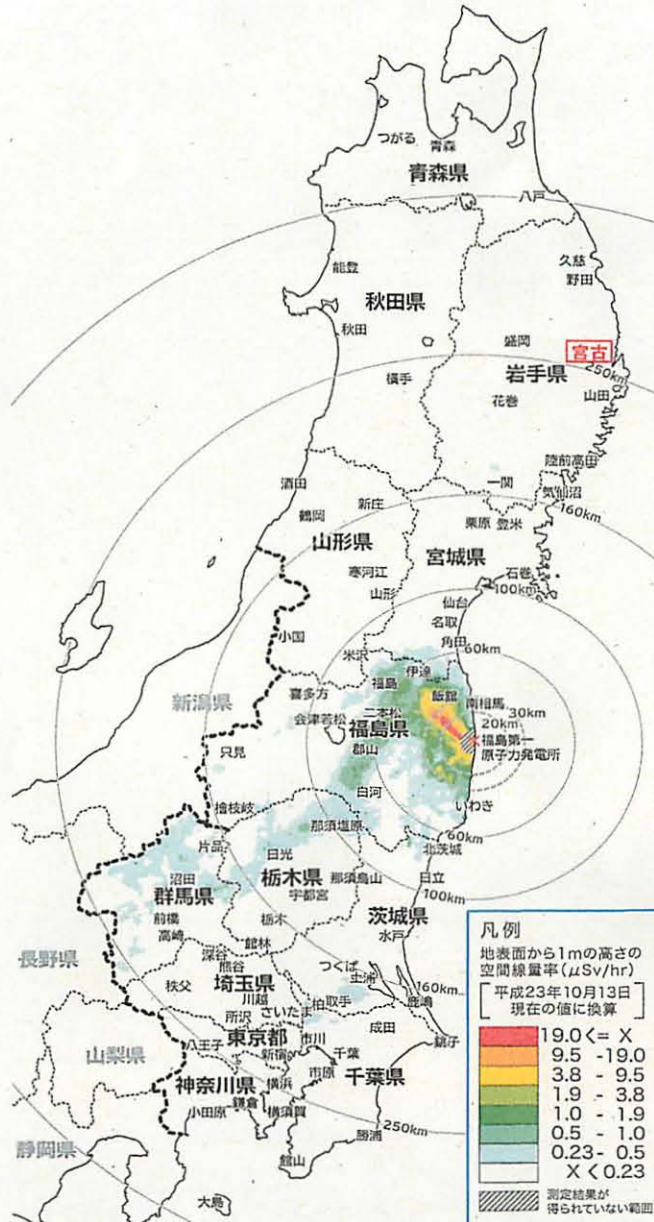 つがる
青森
青森県
八戸
久慈
野田
能登
秋田県
秋田
盛岡
宮古
250km
岩手県
横手
花巻
山田
陸前高田
酒田
一関
気仙沼
160km
新庄
鶴岡
栗原 登米
山形県
宮城県
寒河江
石巻
山形
100km
仙台
名取
角田
小国
60km
米沢
伊達
福島
飯館
喜多方
新潟県
南相馬
二本松
会津若松
20km
30km
福島県
福島第一
原子力発電所
郡山
只見
白河
いわき
檜枝岐
那須塩原
60km
北茨城
片品
日光
沼田
栃木県
那須烏山
日立
100km
群馬県
宇都宮
茨城県
前橋
栃木
水戸
高崎
館林
長野県
深谷
熊谷
つくば
土浦
160km
秩父
埼玉県
川越
取手
柏
鹿嶋
さいたま
所沢
成田
東京都
市川
銚子
八王子
新宿
千葉
山梨県
市原
千葉県
神奈川県
横浜
鎌倉
小田原
横須賀
静岡県
250km
勝浦
館山
大島
凡例
地表面から1mの高さの
空間線量率(μSv/hr)
平成23年10月13日
現在の値に換算
19.0<= X
9.5 -19.0
3.8 - 9.5
1.9 - 3.8
1.0 - 1.9
0.5 - 1.0
0.23- 0.5
X <0.23
測定結果が
得られていない範囲